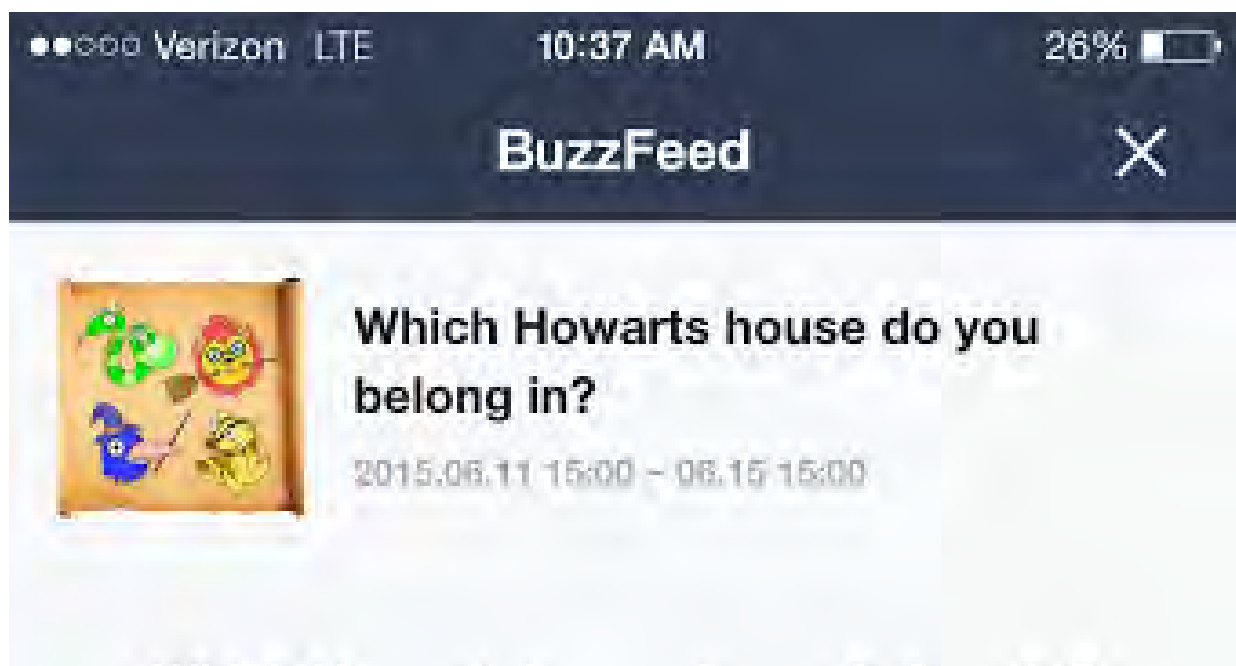 Verizon LTE 10:37 AM 26%
BuzzFeed
Which Howarts house do you
belong in?
2015.06.11 15:00 ~ 06.15 15:00